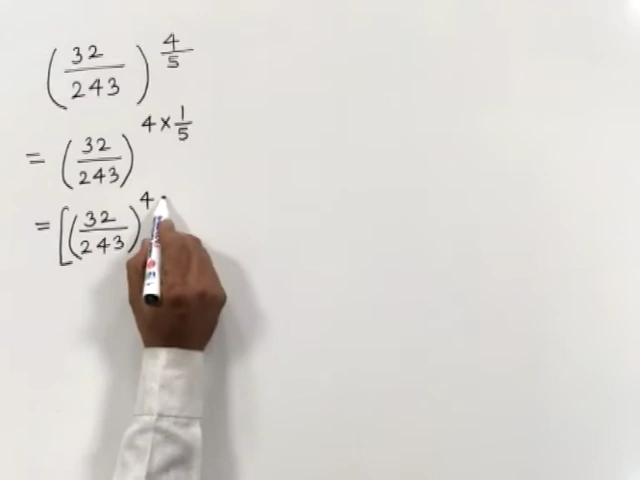 (32/243)^4/5
= (32/243)^4 × 1/5
= [(32/243)^4